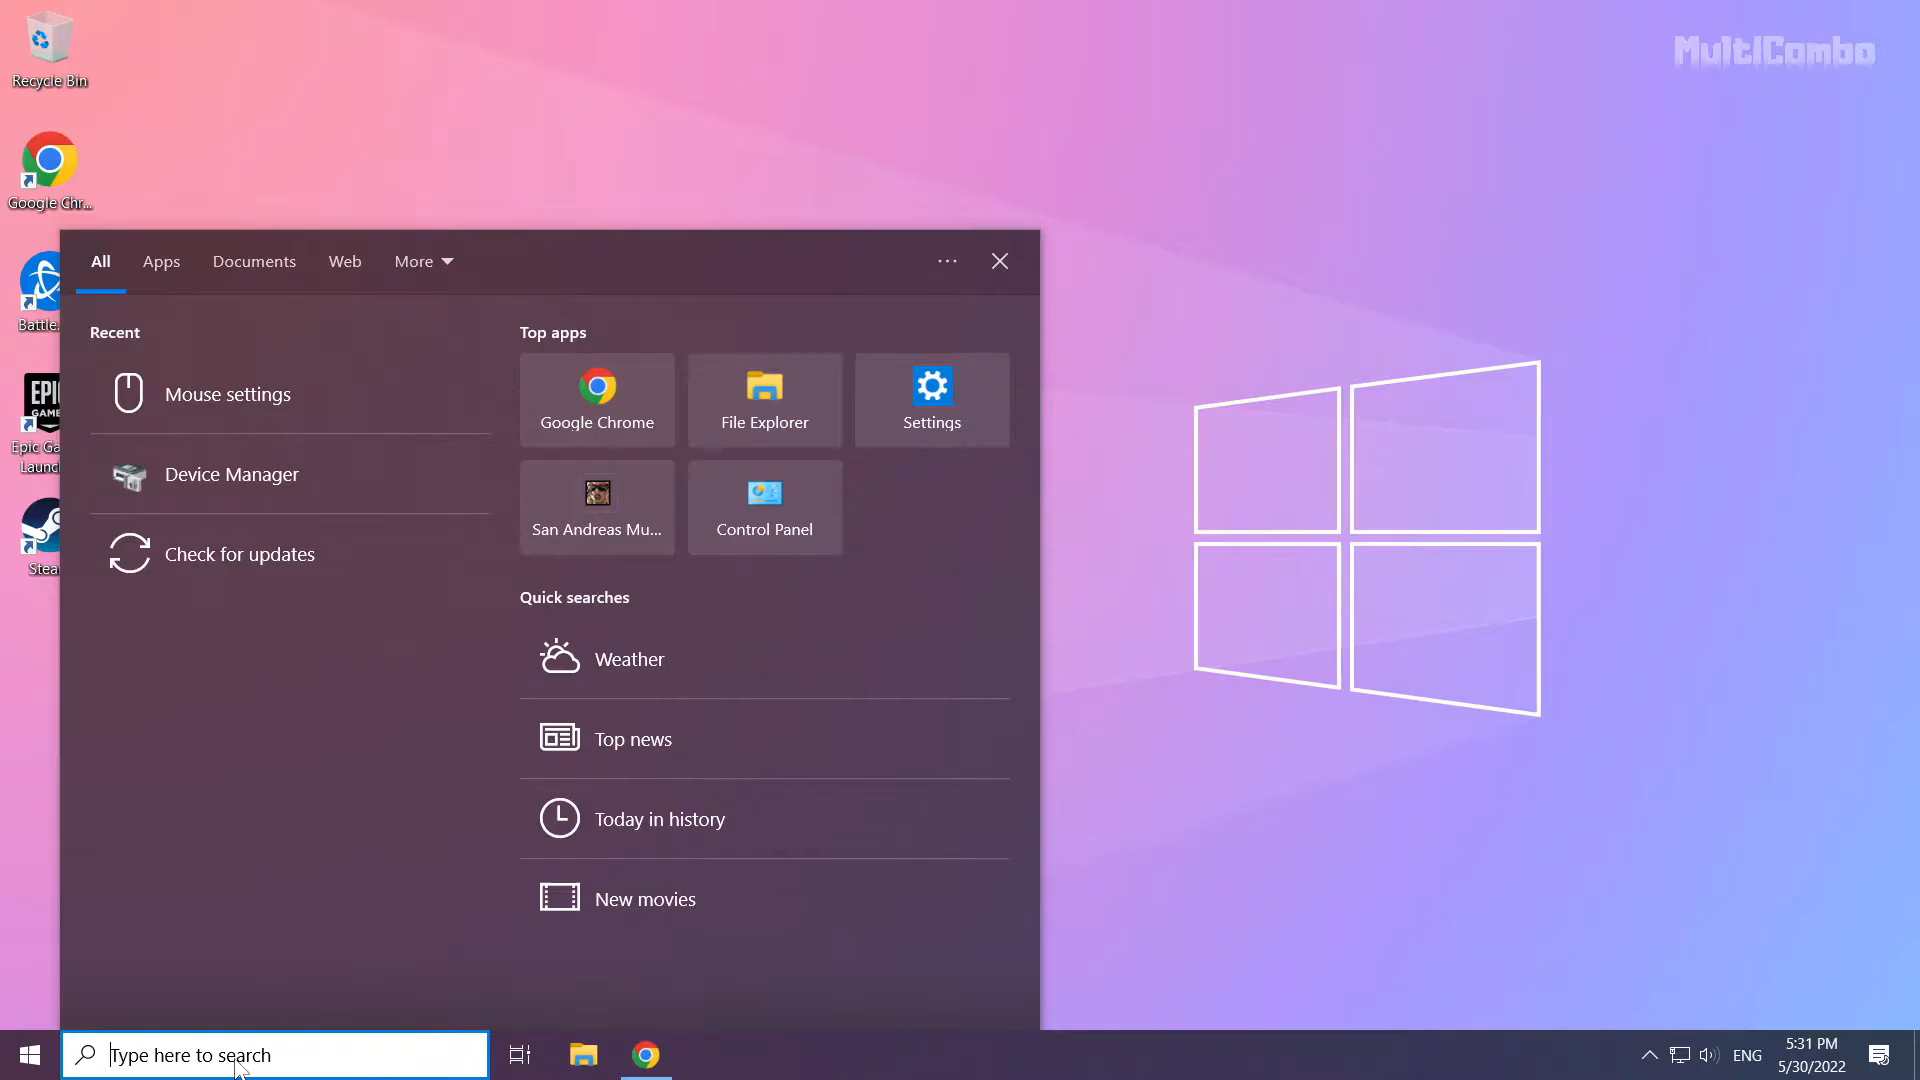 MultiCombo
Recycle Bin
Google Chr...
Battle.
EPIC
GAME
Epic Ga
Launc
Stea
All
Apps
Documents
Web
More
Recent
Mouse settings
Device Manager
Check for updates
Top apps
Google Chrome
File Explorer
Settings
San Andreas Mu...
Control Panel
Quick searches
Weather
Top news
Today in history
New movies
Type here to search
ENG
5:31 PM
5/30/2022